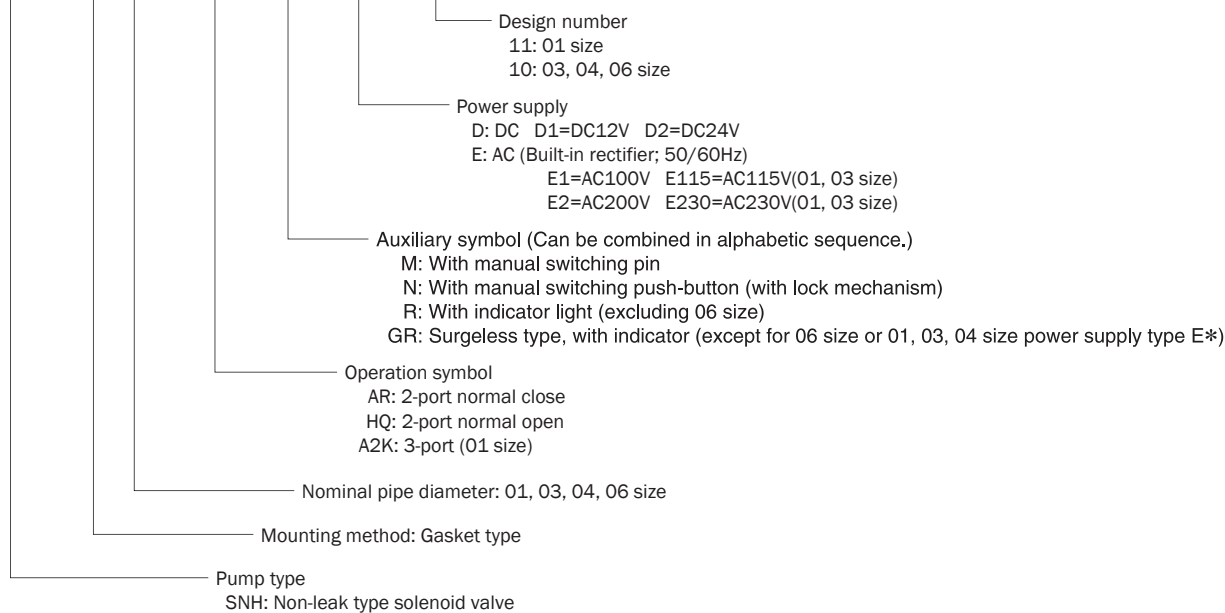 Design number
11: 01 size
10: 03, 04, 06 size
Power supply
D: DC D1=DC12V D2=DC24V
E: AC (Built-in rectifier; 50/60Hz)
E1=AC100V E115=AC115V(01, 03 size)
E2=AC200V E230=AC230V(01, 03 size)
Auxiliary symbol (Can be combined in alphabetic sequence.)
M: With manual switching pin
N: With manual switching push-button (with lock mechanism)
R: With indicator light (excluding 06 size)
GR: Surgeless type, with indicator (except for 06 size or 01, 03, 04 size power supply type E*)
Operation symbol
AR: 2-port normal close
HQ: 2-port normal open
A2K: 3-port (01 size)
Nominal pipe diameter: 01, 03, 04, 06 size
Mounting method: Gasket type
Pump type
SNH: Non-leak type solenoid valve